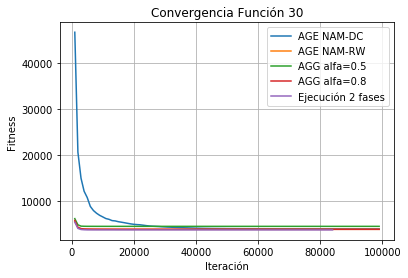 Convergencia Función 30
AGE NAM-DC
AGE NAM-RW
AGG alfa=0.5
AGG alfa=0.8
Ejecución 2 fases
Fitness
40000
30000
20000
10000
0
20000
40000
60000
80000
100000
Iteración